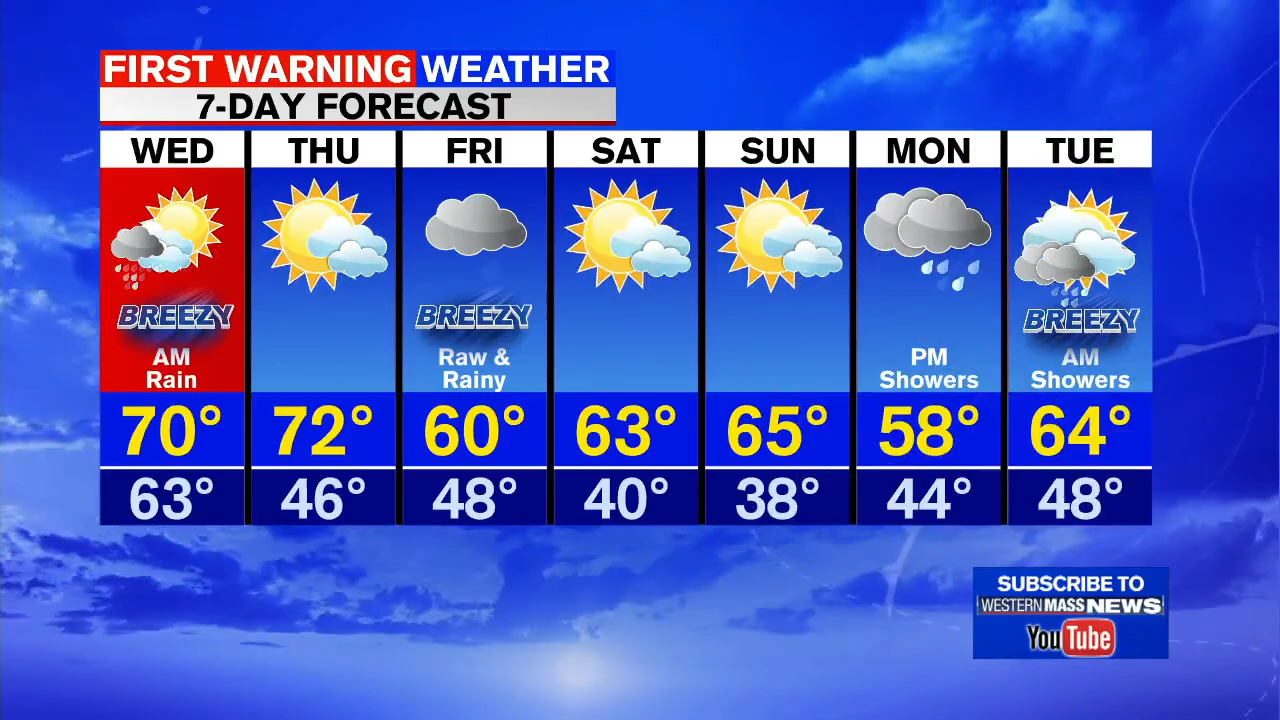 FIRST WARNING WEATHER
7-DAY FORECAST
WED THU FRI SAT SUN MON TUE
BREEZY BREEZY BREEZY
AM Raw & PM AM
Rain Rainy Showers Showers
70° 72° 60° 63° 65° 58° 64°
63° 46° 48° 40° 38° 44° 48°
SUBSCRIBE TO
WESTERN MASS NEWS
YouTube